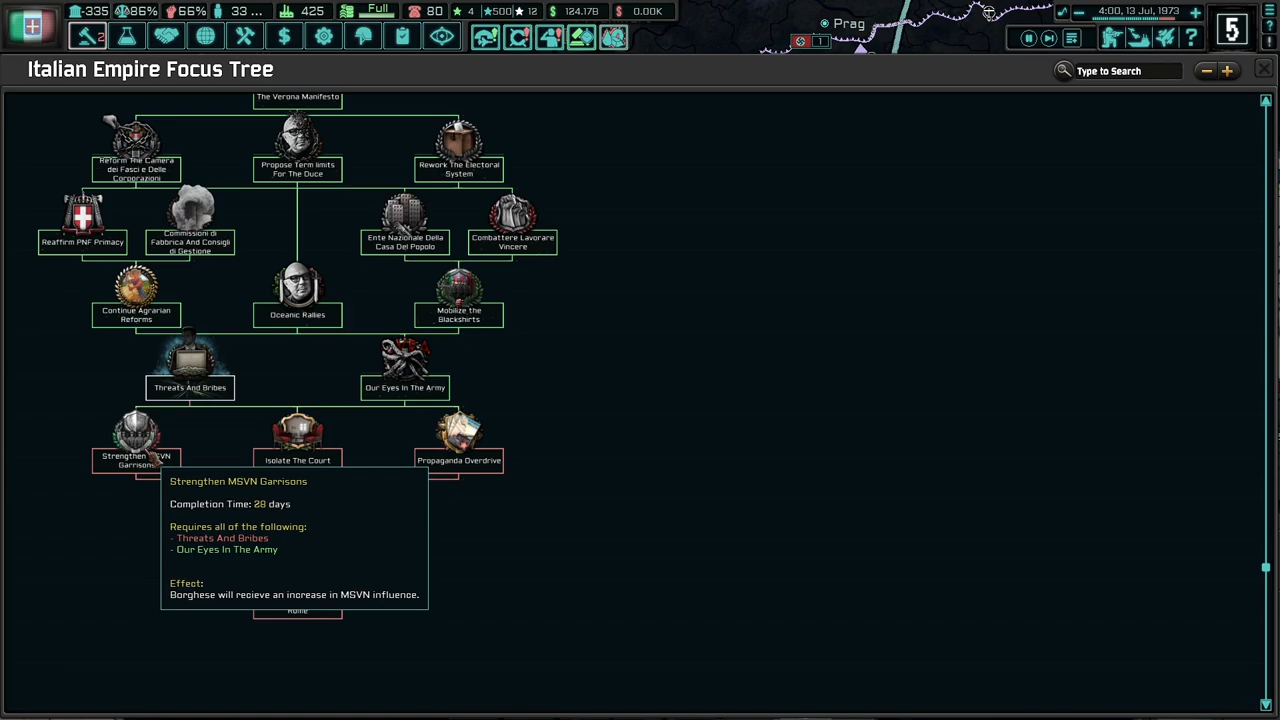 -335 86% 66% 33 ... 425 Full 80 4 500 12 $ 124.17B $ 0.00K
Prag
1
4:00, 13 Jul, 1973
5
Italian Empire Focus Tree
Type to Search
The Verona Manifesto
Reform The Camera
dei Fasci e Delle
Corporazioni
Propose Term limits
For The Duce
Rework The Electoral
System
Reaffirm PNF Primacy
Commissioni di
Fabbrica And Consigli
di Gestione
Ente Nazionale Della
Casa Del Popolo
Combattere Lavorare
Vincere
Continue Agrarian
Reforms
Oceanic Rallies
Mobilize the
Blackshirts
Threats And Bribes
Our Eyes In The Army
Strengthen
Garrisons
Isolate The Court
Propaganda Overdrive
Strengthen MSVN Garrisons
Completion Time: 28 days
Requires all of the following:
- Threats And Bribes
- Our Eyes In The Army
Effect:
Borghese will recieve an increase in MSVN influence.
Rome